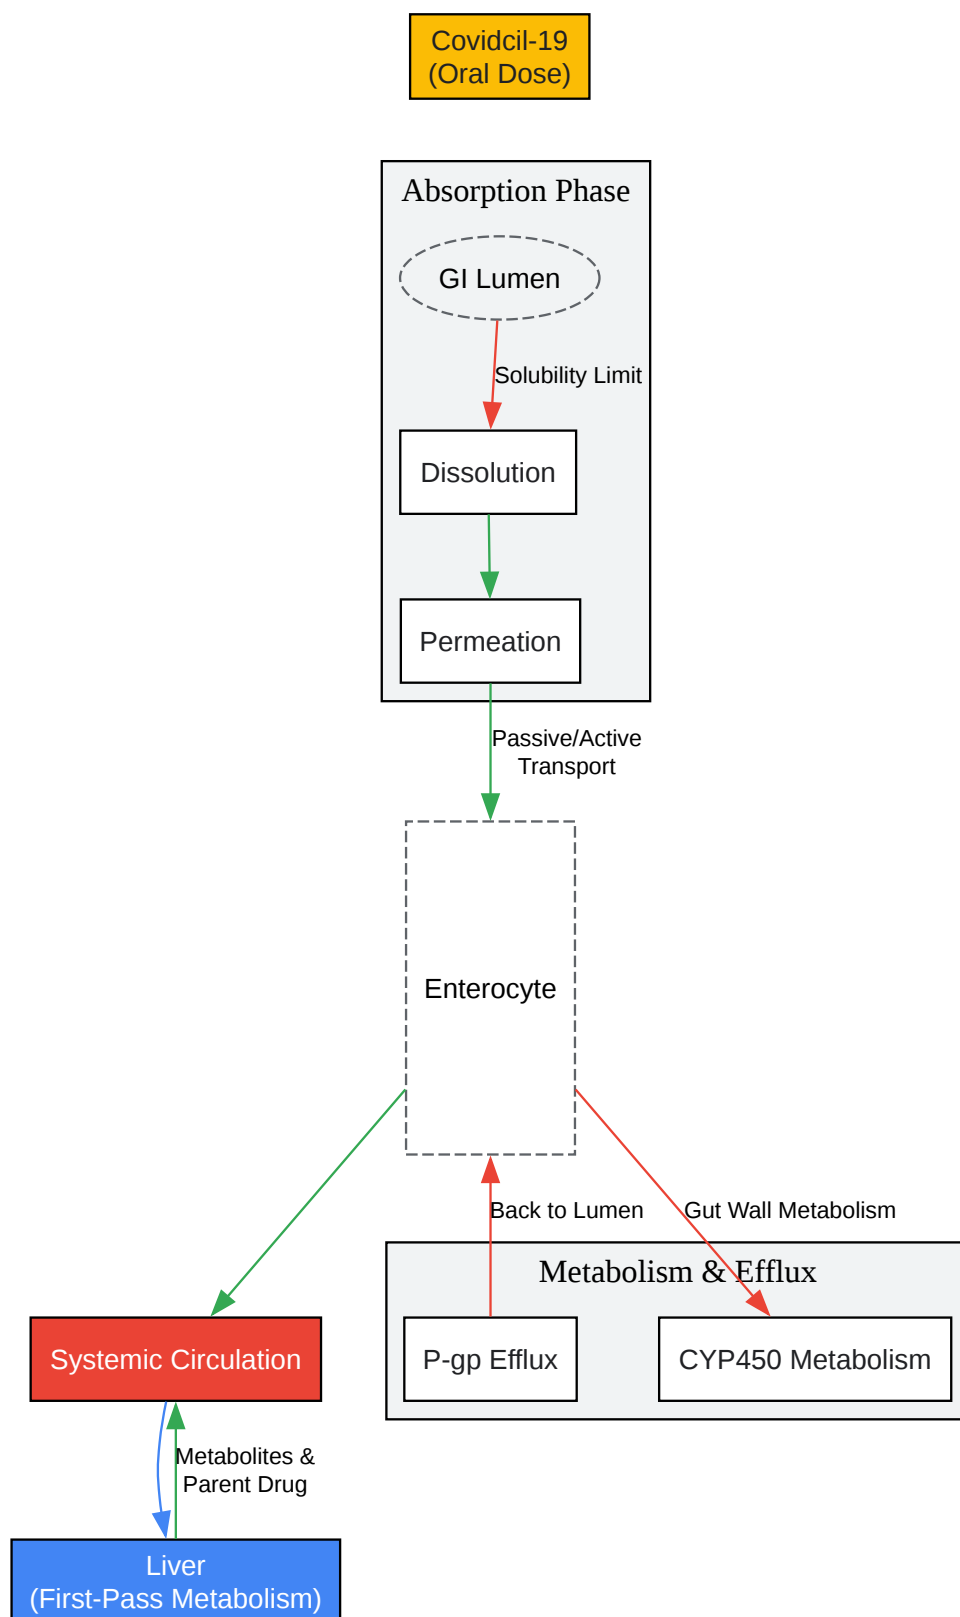 Covidcil-19
(Oral Dose)
Absorption Phase
GI Lumen
Solubility Limit
Dissolution
Permeation
Passive/Active
Transport
Enterocyte
Back to Lumen
Gut Wall Metabolism
Metabolism & Efflux
Systemic Circulation
P-gp Efflux
CYP450 Metabolism
Metabolites &
Parent Drug
Liver
(First-Pass Metabolism)